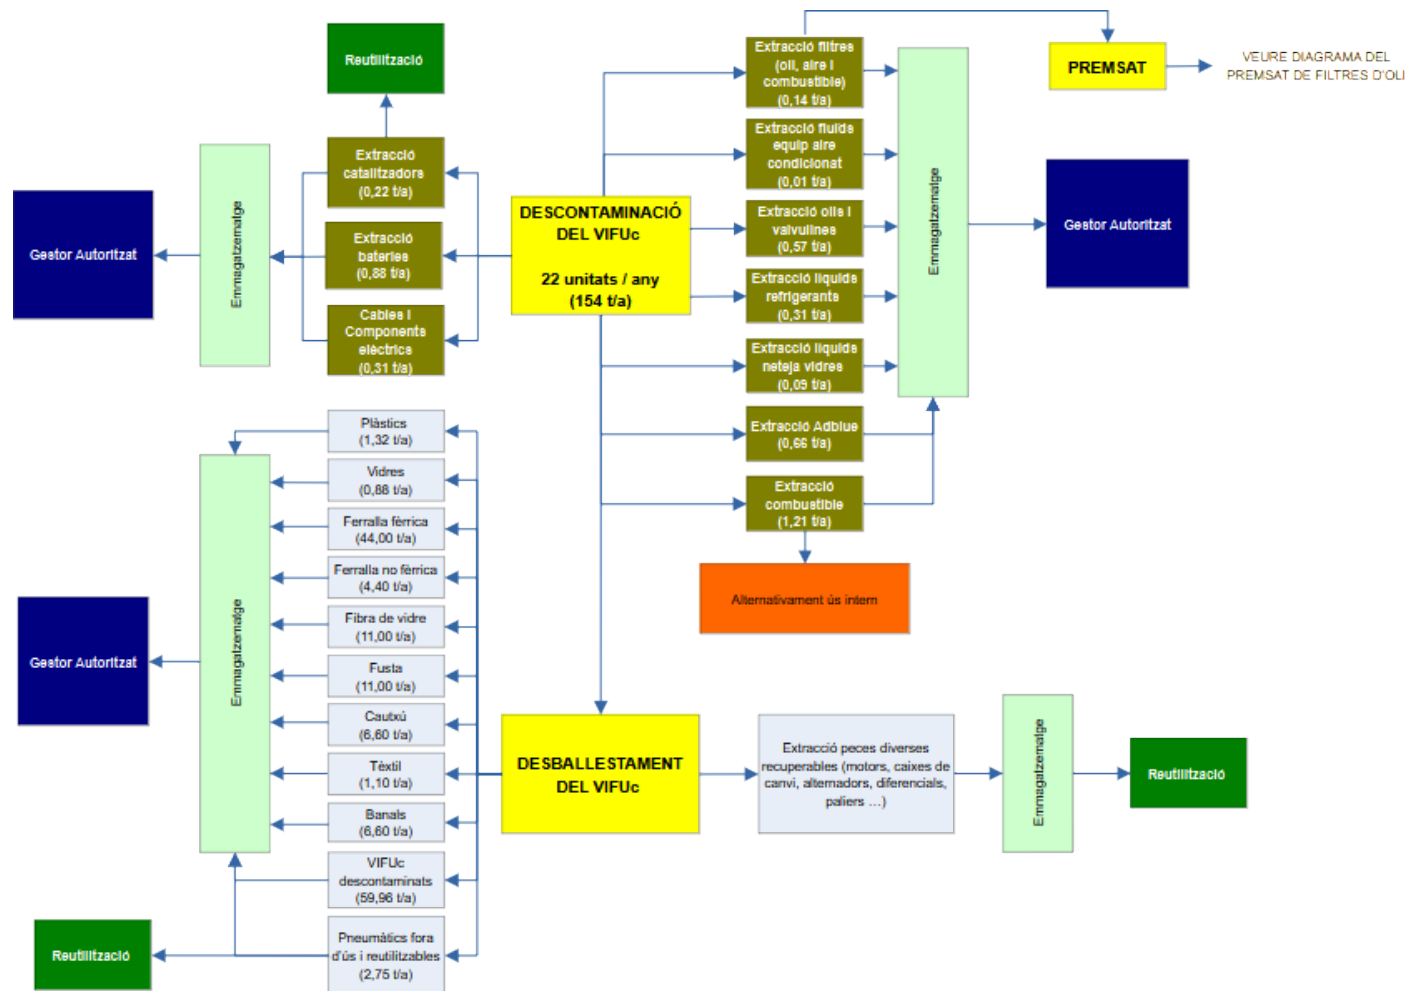 Reutilització
Extracció filtres
(oli, aire i
combustible)
(0,14 t/a)
PREMSAT
VEURE DIAGRAMA DEL
PREMSAT DE FILTRES D'OLI
Extracció
catalitzadors
(0,22 t/a)
Extracció fluids
equip aire
condicionat
(0,01 t/a)
Gestor Autoritzat
Emmagatzematge
Extracció
bateries
(0,88 t/a)
DESCONTAMINACIÓ
DEL VIFUc
22 unitats / any
(154 t/a)
Extracció olis i
valvulines
(0,57 t/a)
Emmagatzematge
Gestor Autoritzat
Extracció líquids
refrigerants
(0,31 t/a)
Cables i
Components
elèctrics
(0,31 t/a)
Extracció líquids
neteja vidres
(0,09 t/a)
Extracció Adblue
(0,66 t/a)
Extracció
combustible
(1,21 t/a)
Alternativament ús intern
Plàstics
(1,32 t/a)
Vidres
(0,88 t/a)
Ferralla fèrrica
(44,00 t/a)
Ferralla no fèrrica
(4,40 t/a)
Fibra de vidre
(11,00 t/a)
Gestor Autoritzat
Emmagatzematge
Fusta
(11,00 t/a)
Cautxú
(6,60 t/a)
Tèxtil
(1,10 t/a)
Banals
(6,60 t/a)
VIFUc
descontaminats
(59,96 t/a)
Pneumàtics fora
d'ús i reutilitzables
(2,75 t/a)
Reutilització
DESBALLESTAMENT
DEL VIFUc
Extracció peces diverses
recuperables (motors, caixes de
canvi, alternadors, diferencials,
paliers …)
Emmagatzematge
Reutilització